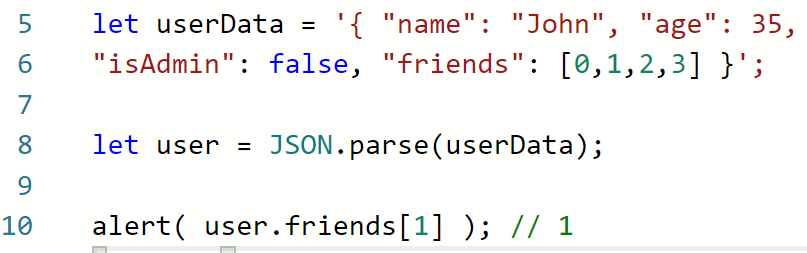 5 let userData = '{ "name": "John", "age": 35,
6 "isAdmin": false, "friends": [0,1,2,3] }';
7
8 let user = JSON.parse(userData);
9
10 alert( user.friends[1] ); // 1